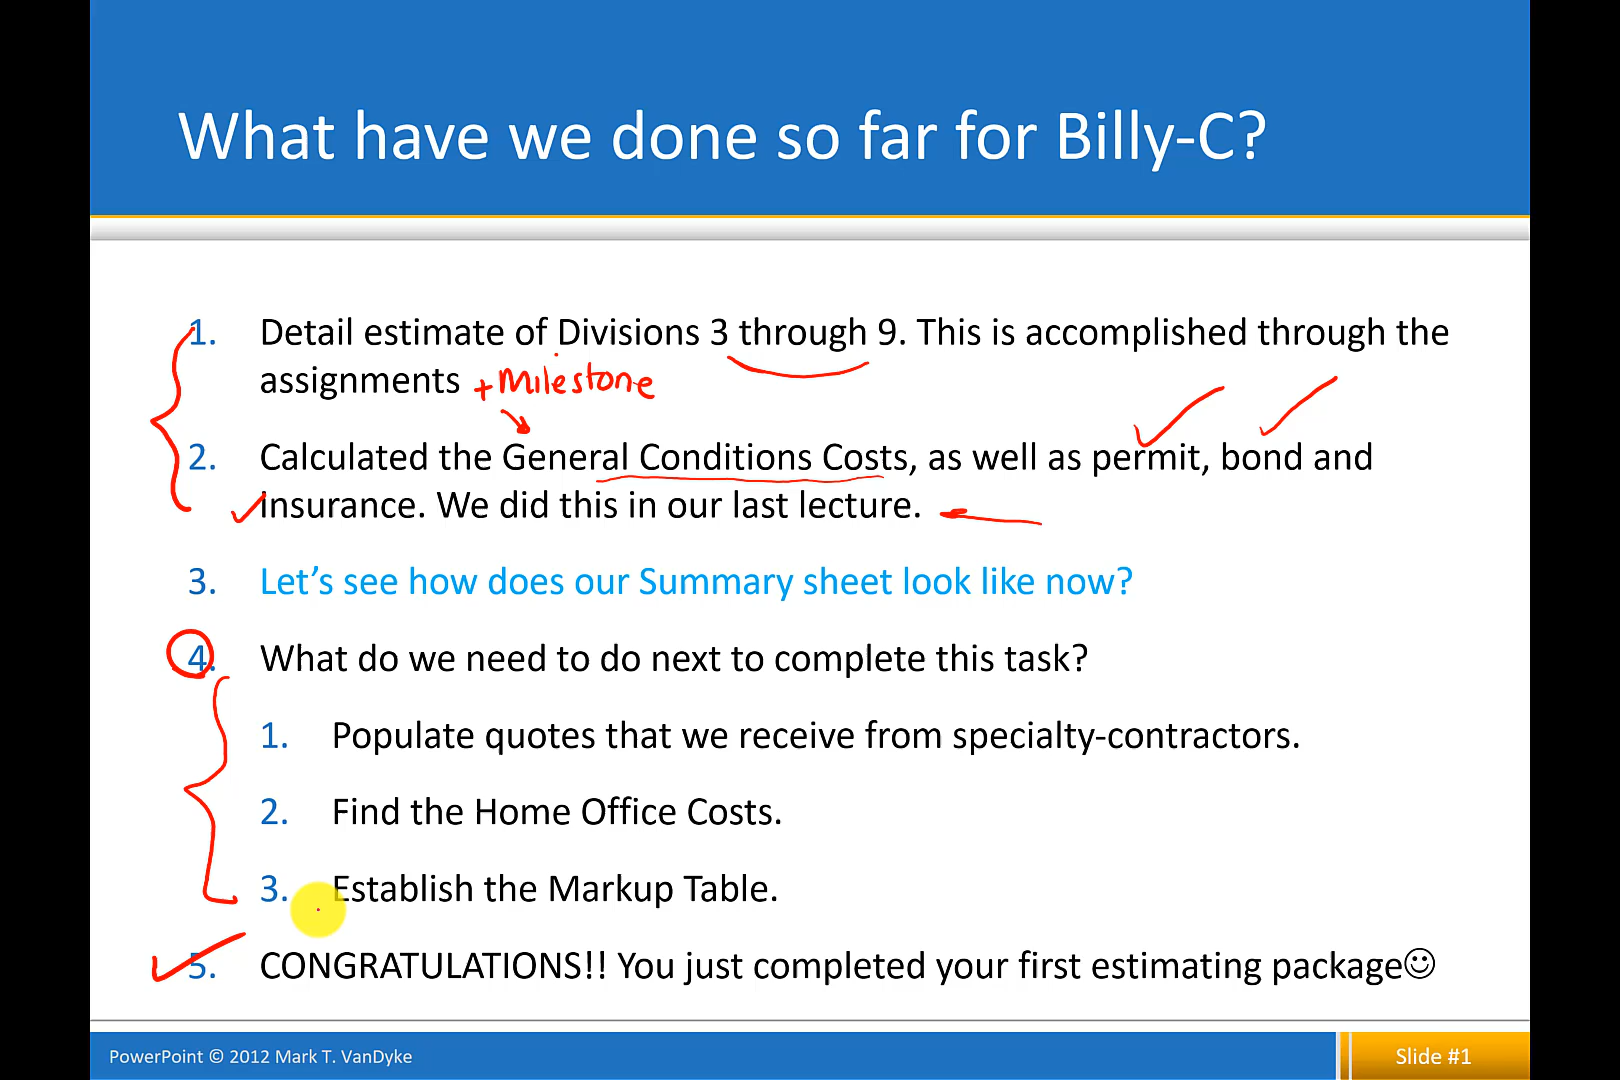 What have we done so far for Billy-C?
1. Detail estimate of Divisions 3 through 9. This is accomplished through the
assignments +Milestone
2. Calculated the General Conditions Costs, as well as permit, bond and
insurance. We did this in our last lecture.
3. Let's see how does our Summary sheet look like now?
4. What do we need to do next to complete this task?
1. Populate quotes that we receive from specialty-contractors.
2. Find the Home Office Costs.
3. Establish the Markup Table.
5. CONGRATULATIONS!! You just completed your first estimating package☺
PowerPoint © 2012 Mark T. VanDyke
Slide #1